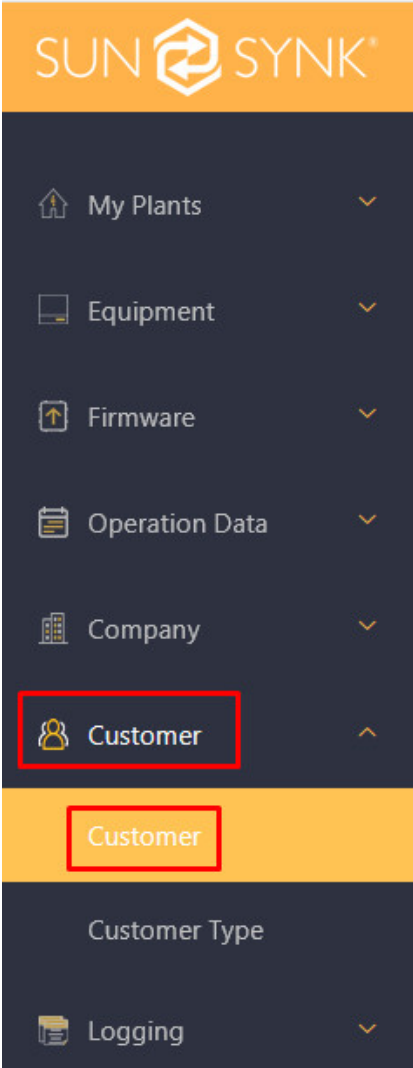 SUN SYNK®
My Plants
Equipment
Firmware
Operation Data
Company
Customer
Customer
Customer Type
Logging